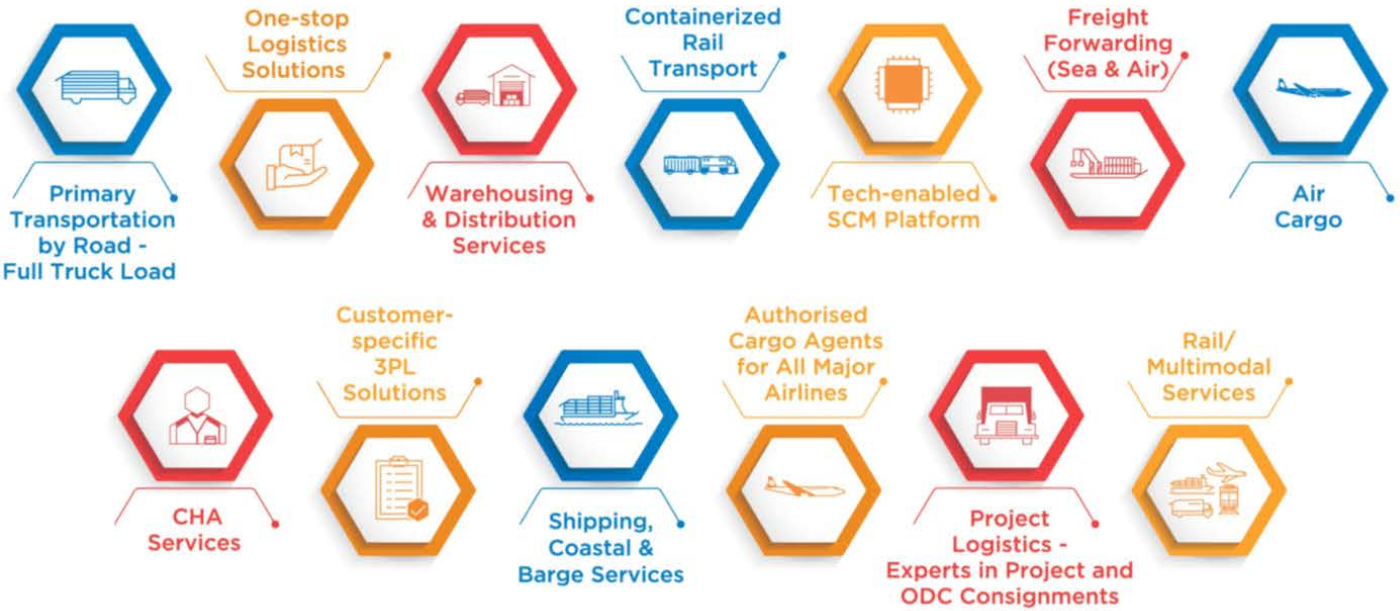 Primary
Transportation
by Road -
Full Truck Load
One-stop
Logistics
Solutions
Warehousing
& Distribution
Services
Containerized
Rail
Transport
Tech-enabled
SCM Platform
Freight
Forwarding
(Sea & Air)
Air
Cargo
CHA
Services
Customer-
specific
3PL
Solutions
Shipping,
Coastal &
Barge Services
Authorised
Cargo Agents
for All Major
Airlines
Project
Logistics -
Experts in Project and
ODC Consignments
Rail/
Multimodal
Services